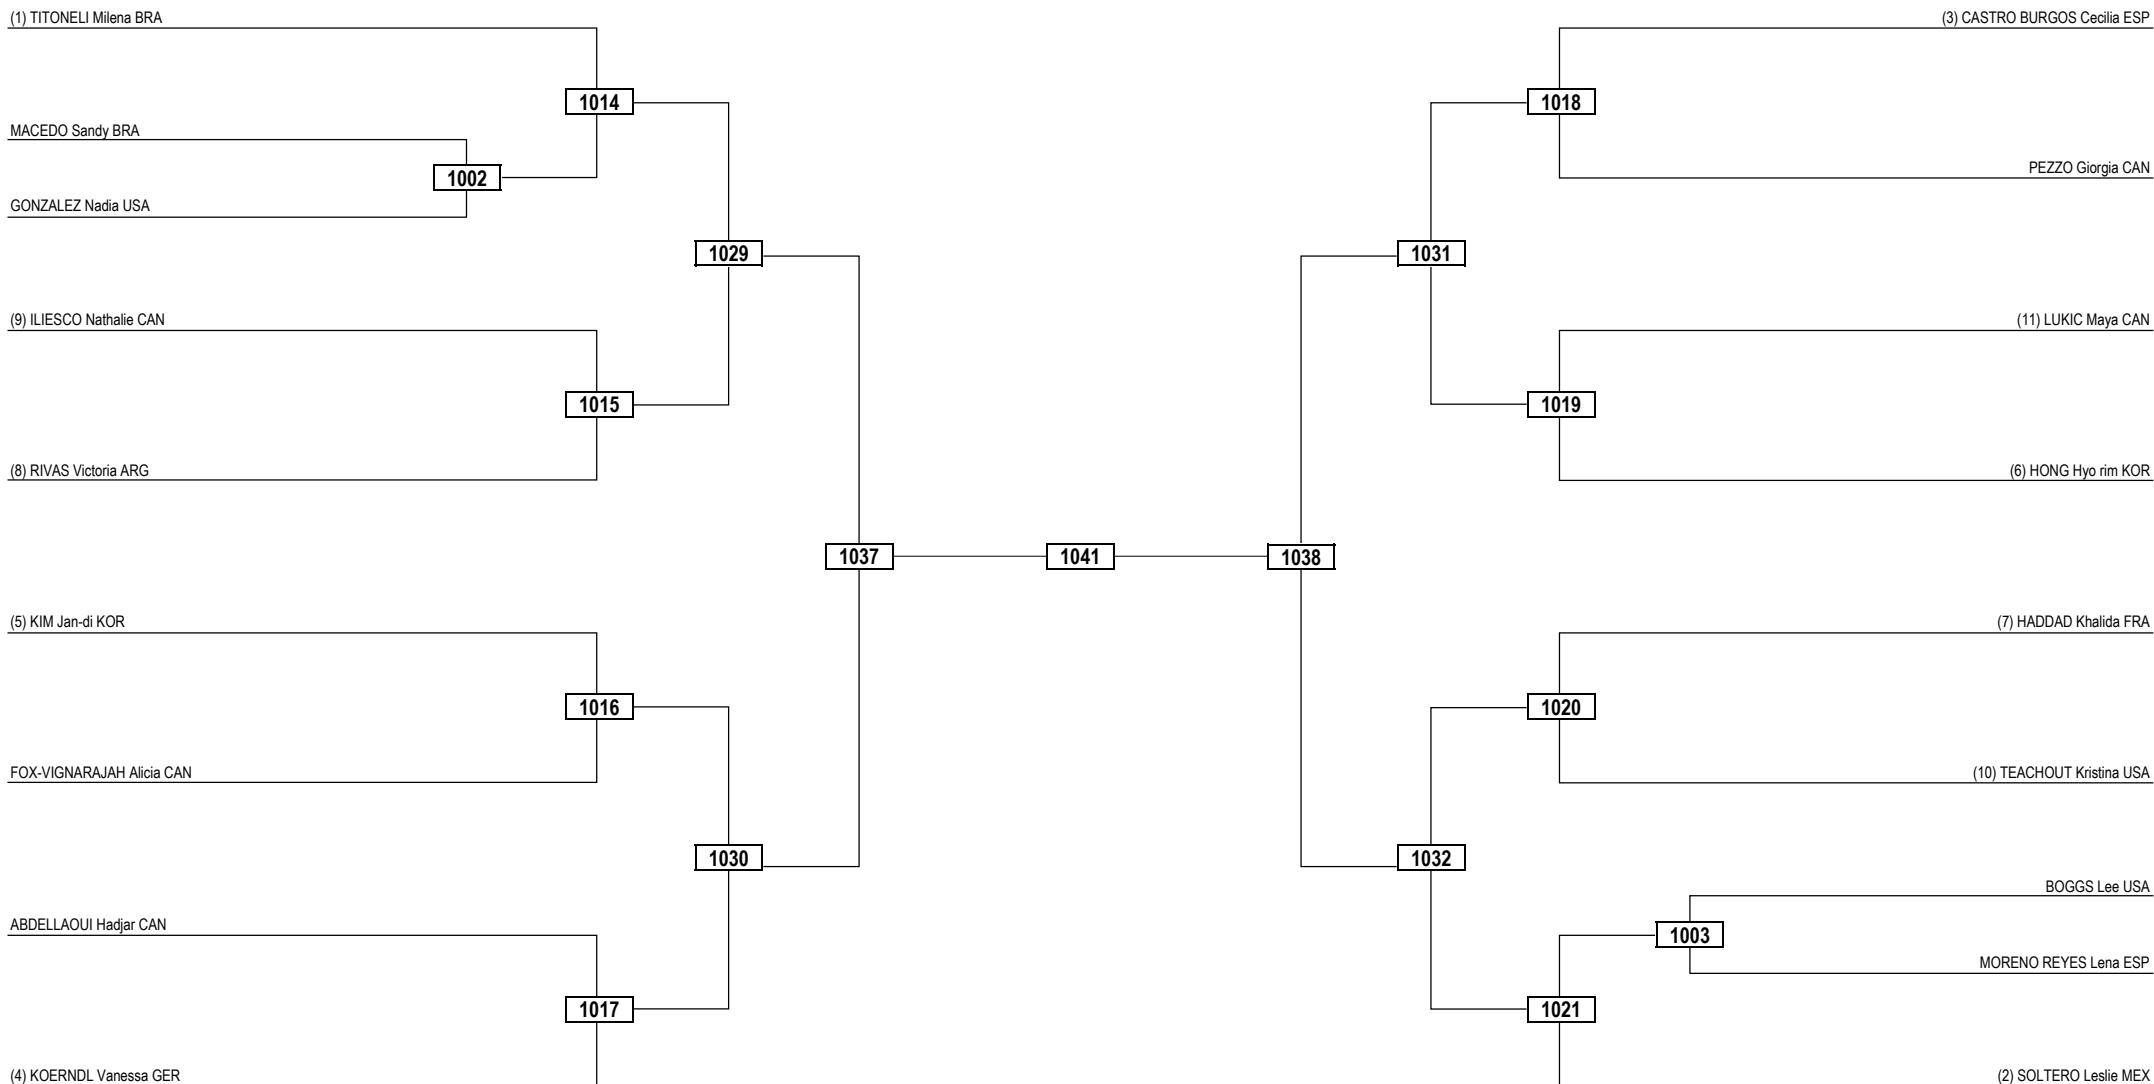 (1) TITONELI Milena BRA
(3) CASTRO BURGOS Cecilia ESP
1014
1018
MACEDO Sandy BRA
1002
PEZZO Giorgia CAN
GONZALEZ Nadia USA
1029
1031
(9) ILIESCO Nathalie CAN
(11) LUKIC Maya CAN
1015
1019
(8) RIVAS Victoria ARG
(6) HONG Hyo rim KOR
1037
1041
1038
(5) KIM Jan-di KOR
(7) HADDAD Khalida FRA
1016
1020
FOX-VIGNARAJAH Alicia CAN
(10) TEACHOUT Kristina USA
1030
1032
BOGGS Lee USA
ABDELLAOUI Hadjar CAN
1003
MORENO REYES Lena ESP
1017
1021
(4) KOERNDL Vanessa GER
(2) SOLTERO Leslie MEX